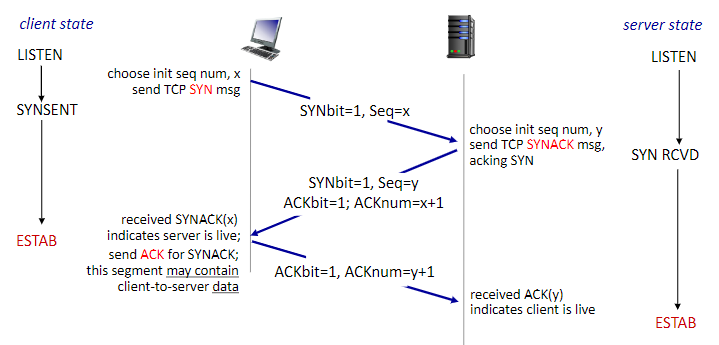 client state
server state
LISTEN
LISTEN
choose init seq num, x
send TCP SYN msg
SYNSENT
SYNbit=1, Seq=x
choose init seq num, y
send TCP SYNACK msg,
acking SYN
SYN RCVD
SYNbit=1, Seq=y
ACKbit=1; ACKnum=x+1
received SYNACK(x)
indicates server is live;
send ACK for SYNACK;
this segment may contain
client-to-server data
ESTAB
ACKbit=1, ACKnum=y+1
received ACK(y)
indicates client is live
ESTAB